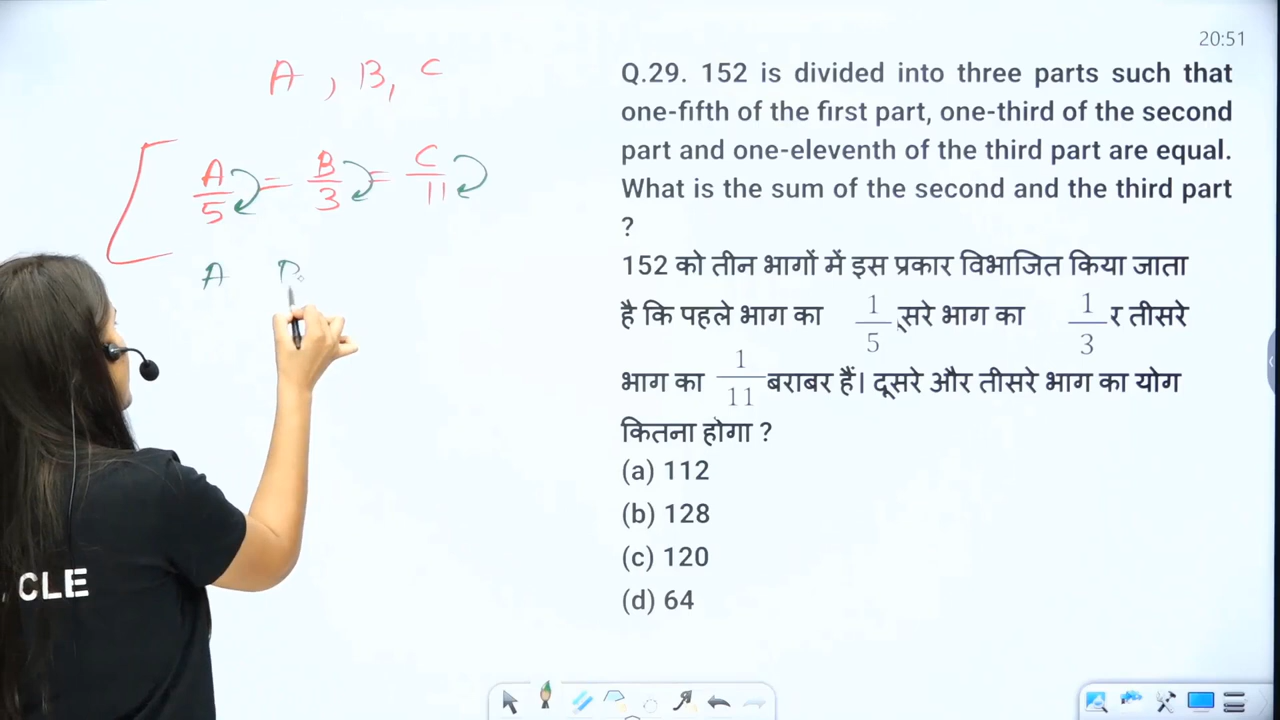 20:51
A , B, C
A/5 = B/3 = C/11
A B
Q.29. 152 is divided into three parts such that
one-fifth of the first part, one-third of the second
part and one-eleventh of the third part are equal.
What is the sum of the second and the third part
?
152 को तीन भागों में इस प्रकार विभाजित किया जाता
है कि पहले भाग का 1/5 सरे भाग का 1/3 र तीसरे
भाग का 1/11 बराबर हैं। दूसरे और तीसरे भाग का योग
कितना होगा ?
(a) 112
(b) 128
(c) 120
(d) 64
CLE